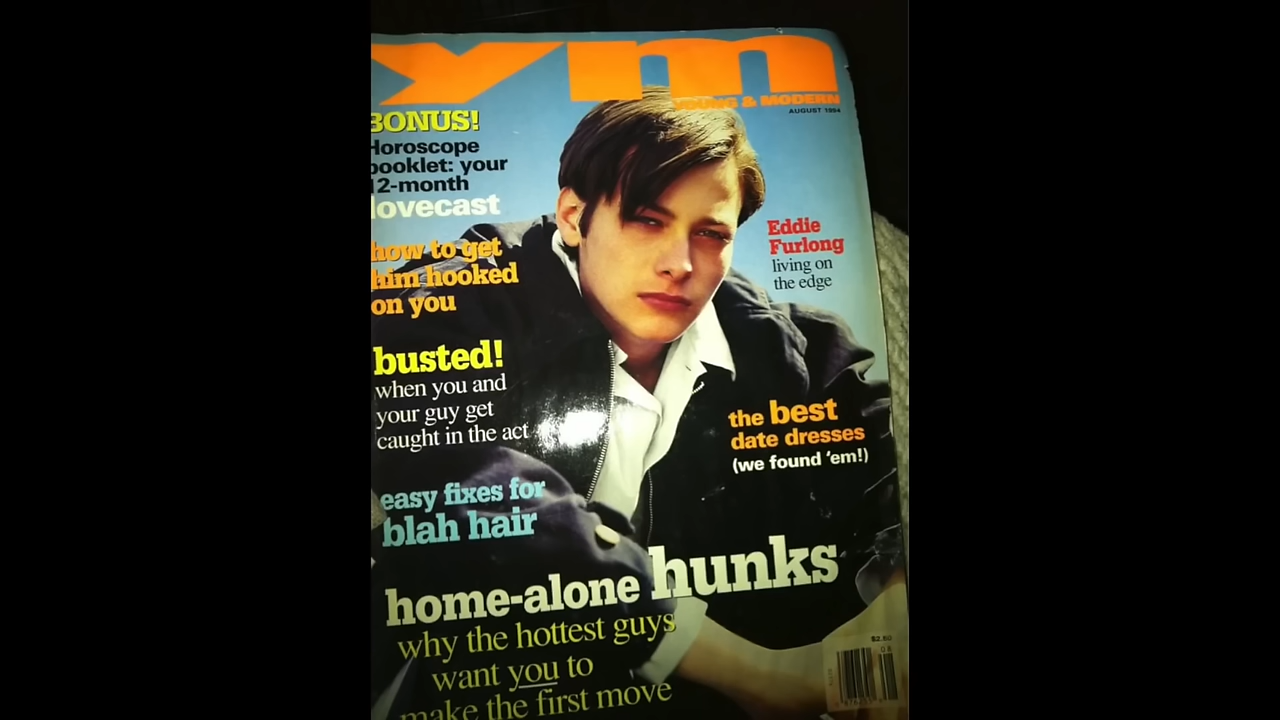 ym
YOUNG & MODERN
AUGUST 1994
BONUS!
Horoscope
booklet: your
12-month
lovecast
how to get
him hooked
on you
Eddie
Furlong
living on
the edge
busted!
when you and
your guy get
caught in the act
the best
date dresses
(we found 'em!)
easy fixes for
blah hair
home-alone hunks
why the hottest guys
want you to
make the first move
$2.50
08